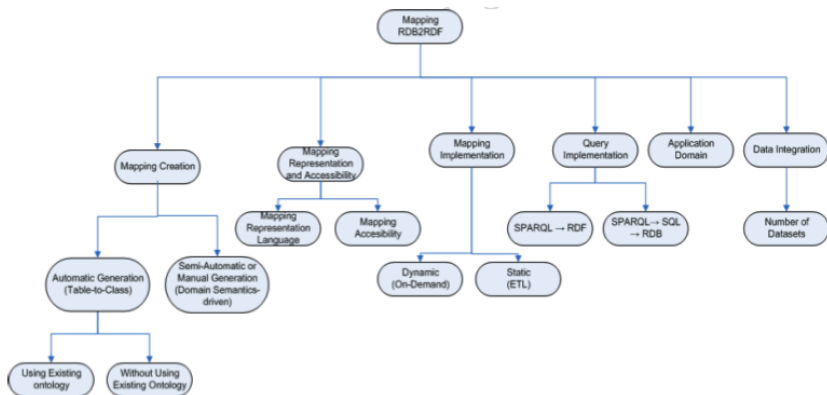 Mapping
RDB2RDF
Mapping Creation
Mapping
Representation
and Accessibility
Mapping
Implementation
Query
Implementation
Application
Domain
Data Integration
Mapping
Representation
Language
Mapping
Accesibility
SPARQL → RDF
SPARQL→ SQL
→ RDB
Number of
Datasets
Automatic Generation
(Table-to-Class)
Semi-Automatic or
Manual Generation
(Domain Semantics-
driven)
Dynamic
(On-Demand)
Static
(ETL)
Using Existing
ontology
Without Using
Existing Ontology